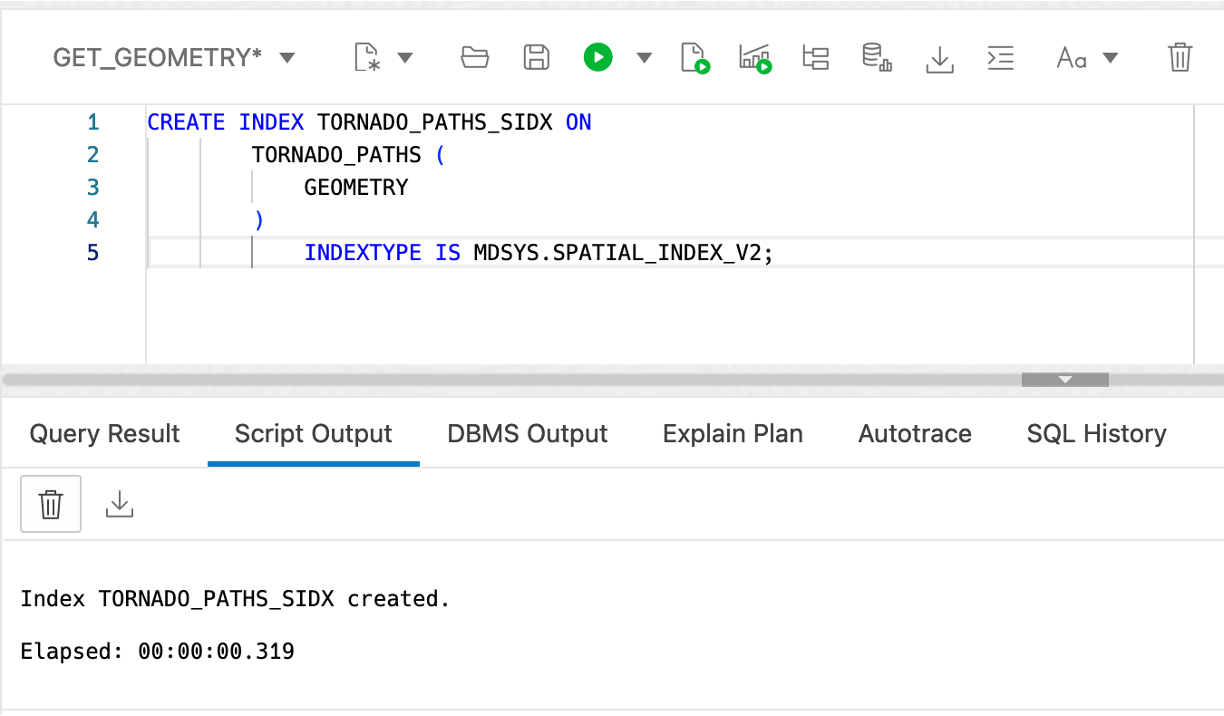 GET_GEOMETRY*
Aa
1 CREATE INDEX TORNADO_PATHS_SIDX ON
2 TORNADO_PATHS (
3 GEOMETRY
4 )
5 INDEXTYPE IS MDSYS.SPATIAL_INDEX_V2;
Query Result Script Output DBMS Output Explain Plan Autotrace SQL History
Index TORNADO_PATHS_SIDX created.
Elapsed: 00:00:00.319